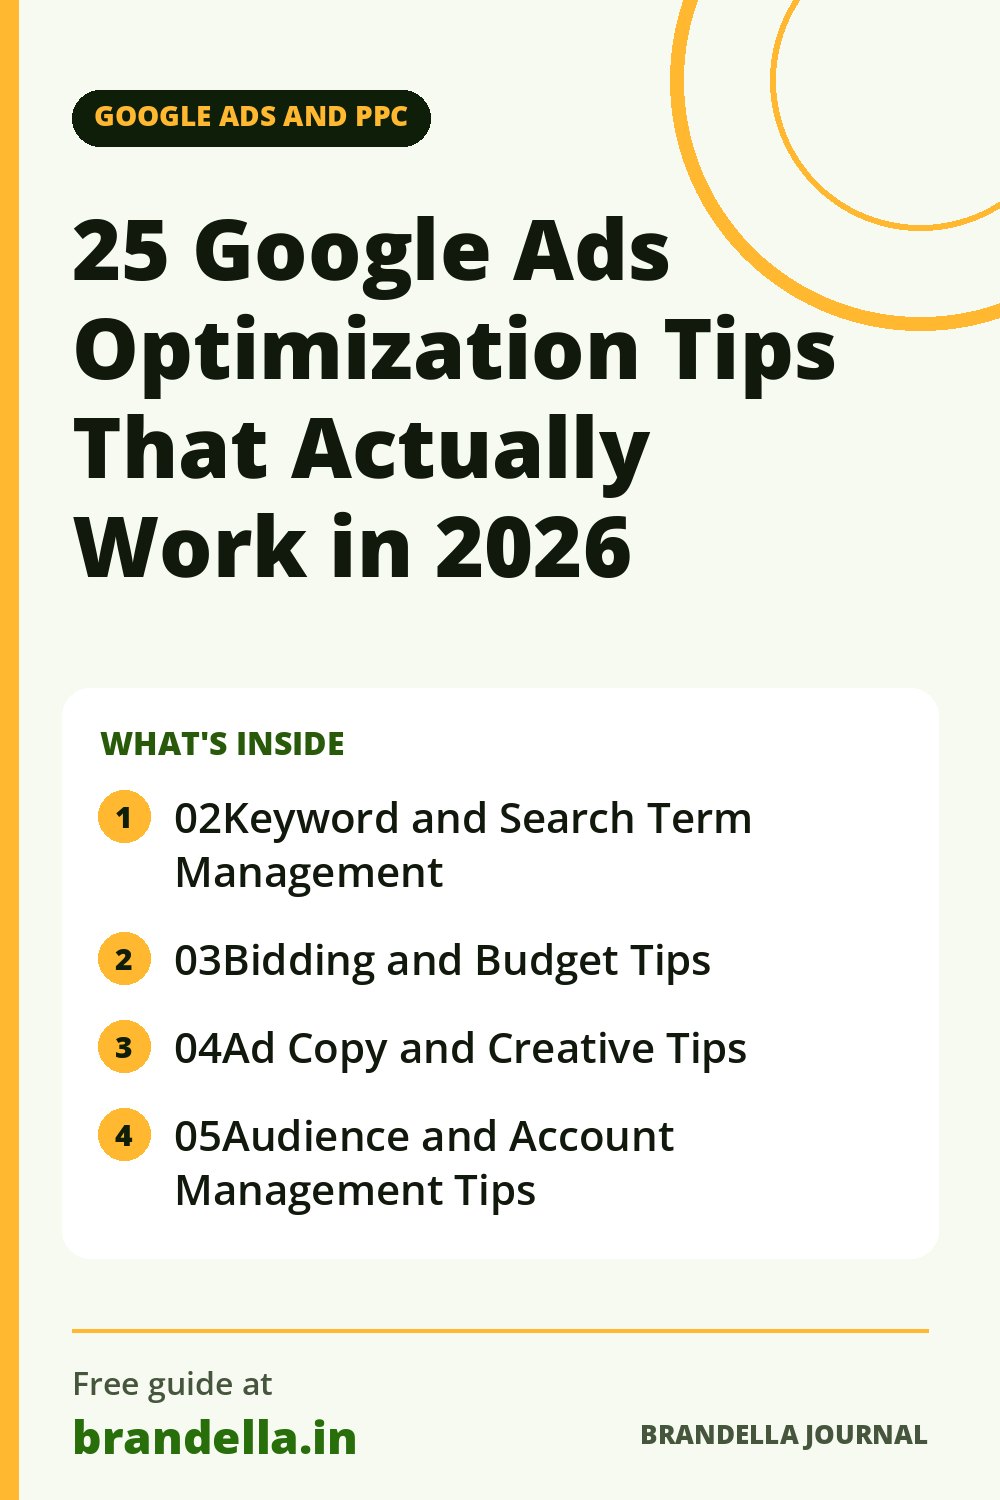 GOOGLE ADS AND PPC
25 Google Ads
Optimization Tips
That Actually
Work in 2026
WHAT'S INSIDE
1 02Keyword and Search Term
Management
2 03Bidding and Budget Tips
3 04Ad Copy and Creative Tips
4 05Audience and Account
Management Tips
Free guide at
brandella.in
BRANDELLA JOURNAL